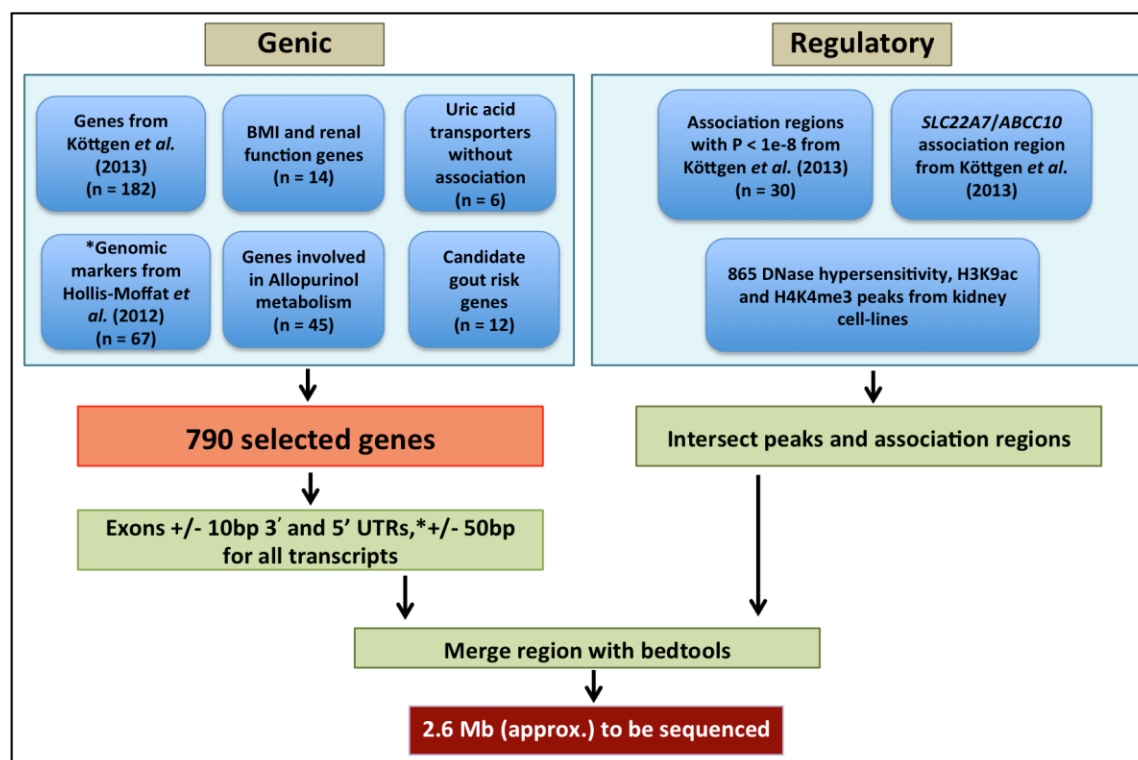 Genic
Genes from
Köttgen et al.
(2013)
(n = 182)
BMI and renal
function genes
(n = 14)
Uric acid
transporters
without
association
(n = 6)
*Genomic
markers from
Hollis-Moffat et
al. (2012)
(n = 67)
Genes involved
in Allopurinol
metabolism
(n = 45)
Candidate
gout risk
genes
(n = 12)
790 selected genes
Exons +/- 10bp 3' and 5' UTRs,*+/- 50bp
for all transcripts
Regulatory
Association regions
with P < 1e-8 from
Köttgen et al. (2013)
(n = 30)
SLC22A7/ABCC10
association region
from Köttgen et al.
(2013)
865 DNase hypersensitivity, H3K9ac
and H4K4me3 peaks from kidney
cell-lines
Intersect peaks and association regions
Merge region with bedtools
2.6 Mb (approx.) to be sequenced